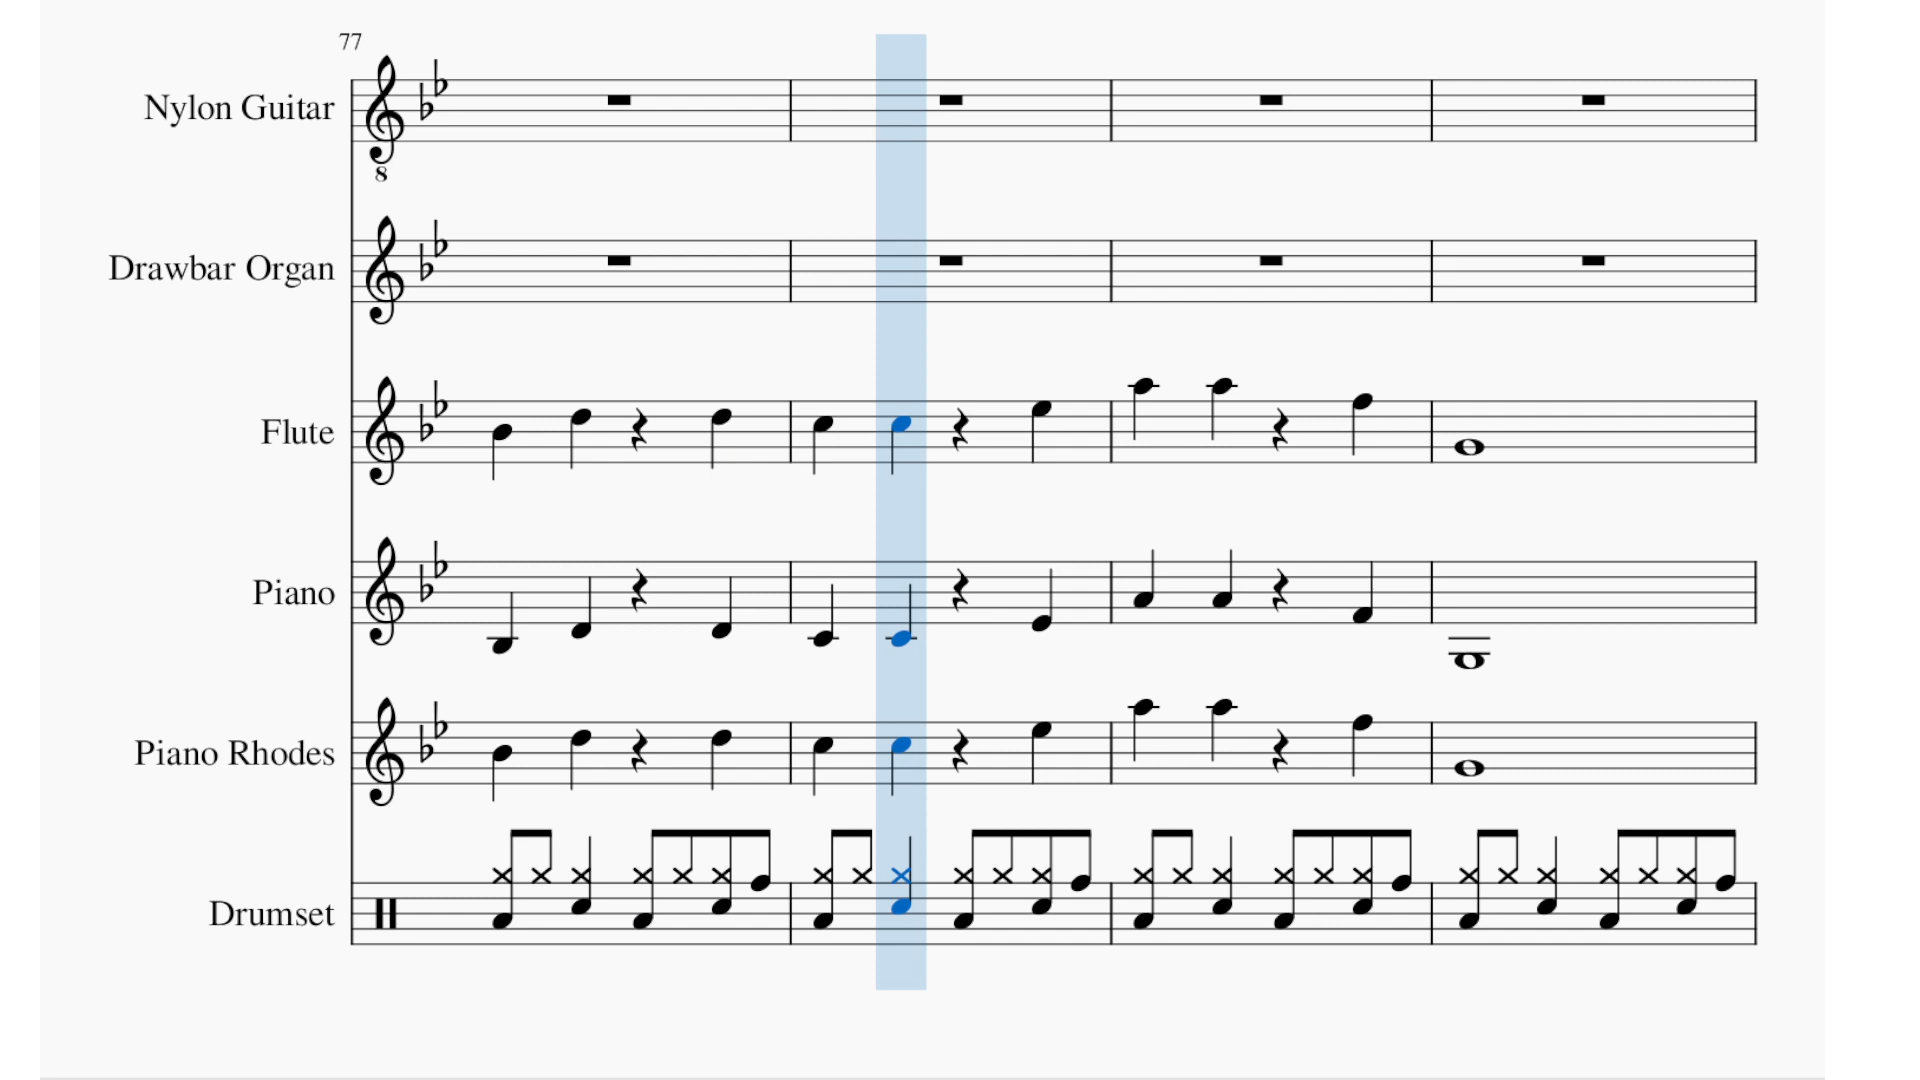 77
Nylon Guitar
8
Drawbar Organ
Flute
Piano
Piano Rhodes
Drumset